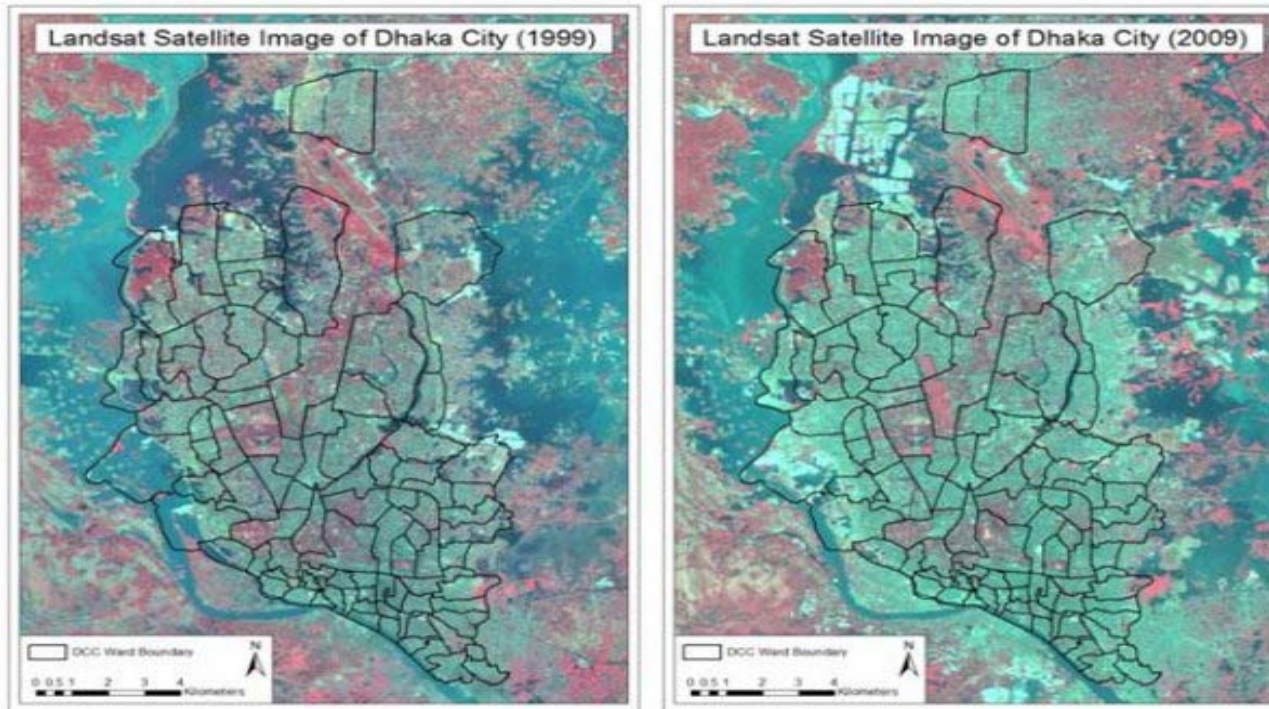 Landsat Satellite Image of Dhaka City (1999)
DCC Ward Boundary
N
0 0.5 1 2 3 4
Kilometers
Landsat Satellite Image of Dhaka City (2009)
DCC Ward Boundary
N
0 0.5 1 2 3 4
Kilometers